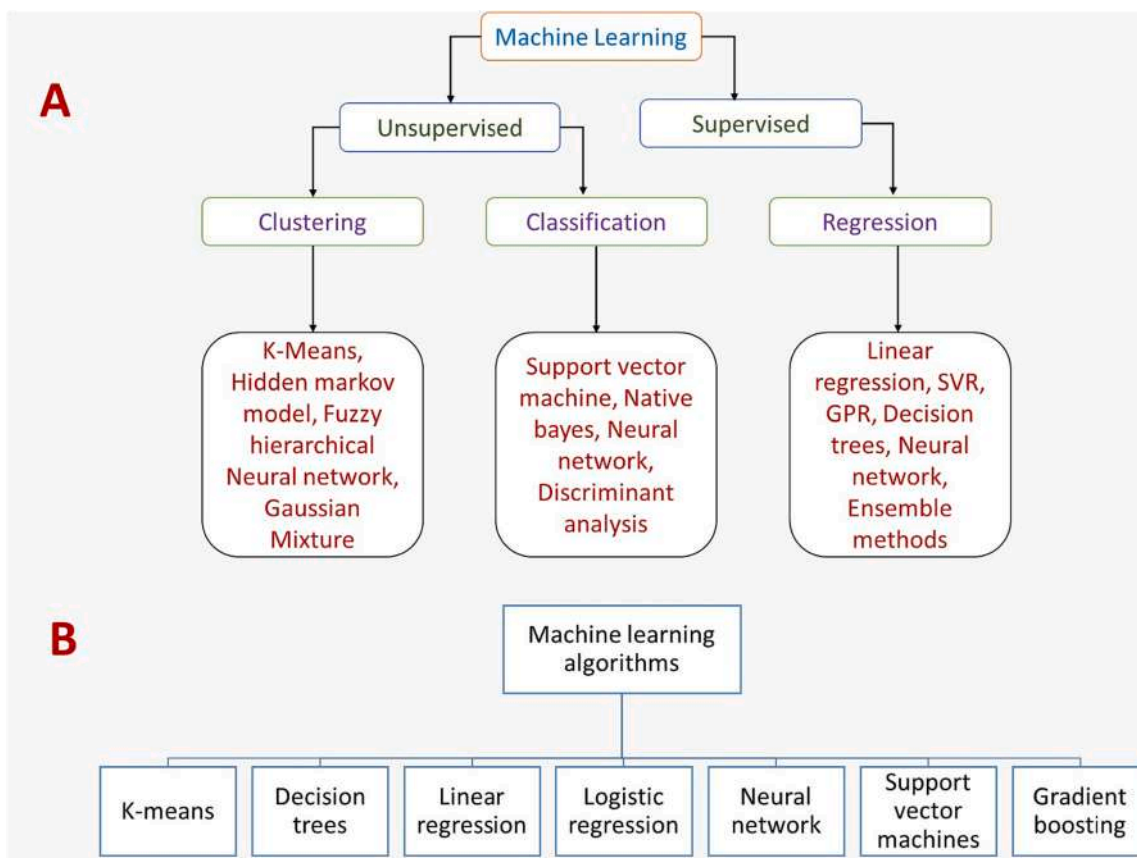 Machine Learning
A
Unsupervised
Supervised
Clustering
Classification
Regression
K-Means,
Hidden markov
model, Fuzzy
hierarchical
Neural network,
Gaussian
Mixture
Support vector
machine, Native
bayes, Neural
network,
Discriminant
analysis
Linear
regression, SVR,
GPR, Decision
trees, Neural
network,
Ensemble
methods
B
Machine learning
algorithms
K-means
Decision
trees
Linear
regression
Logistic
regression
Neural
network
Support
vector
machines
Gradient
boosting